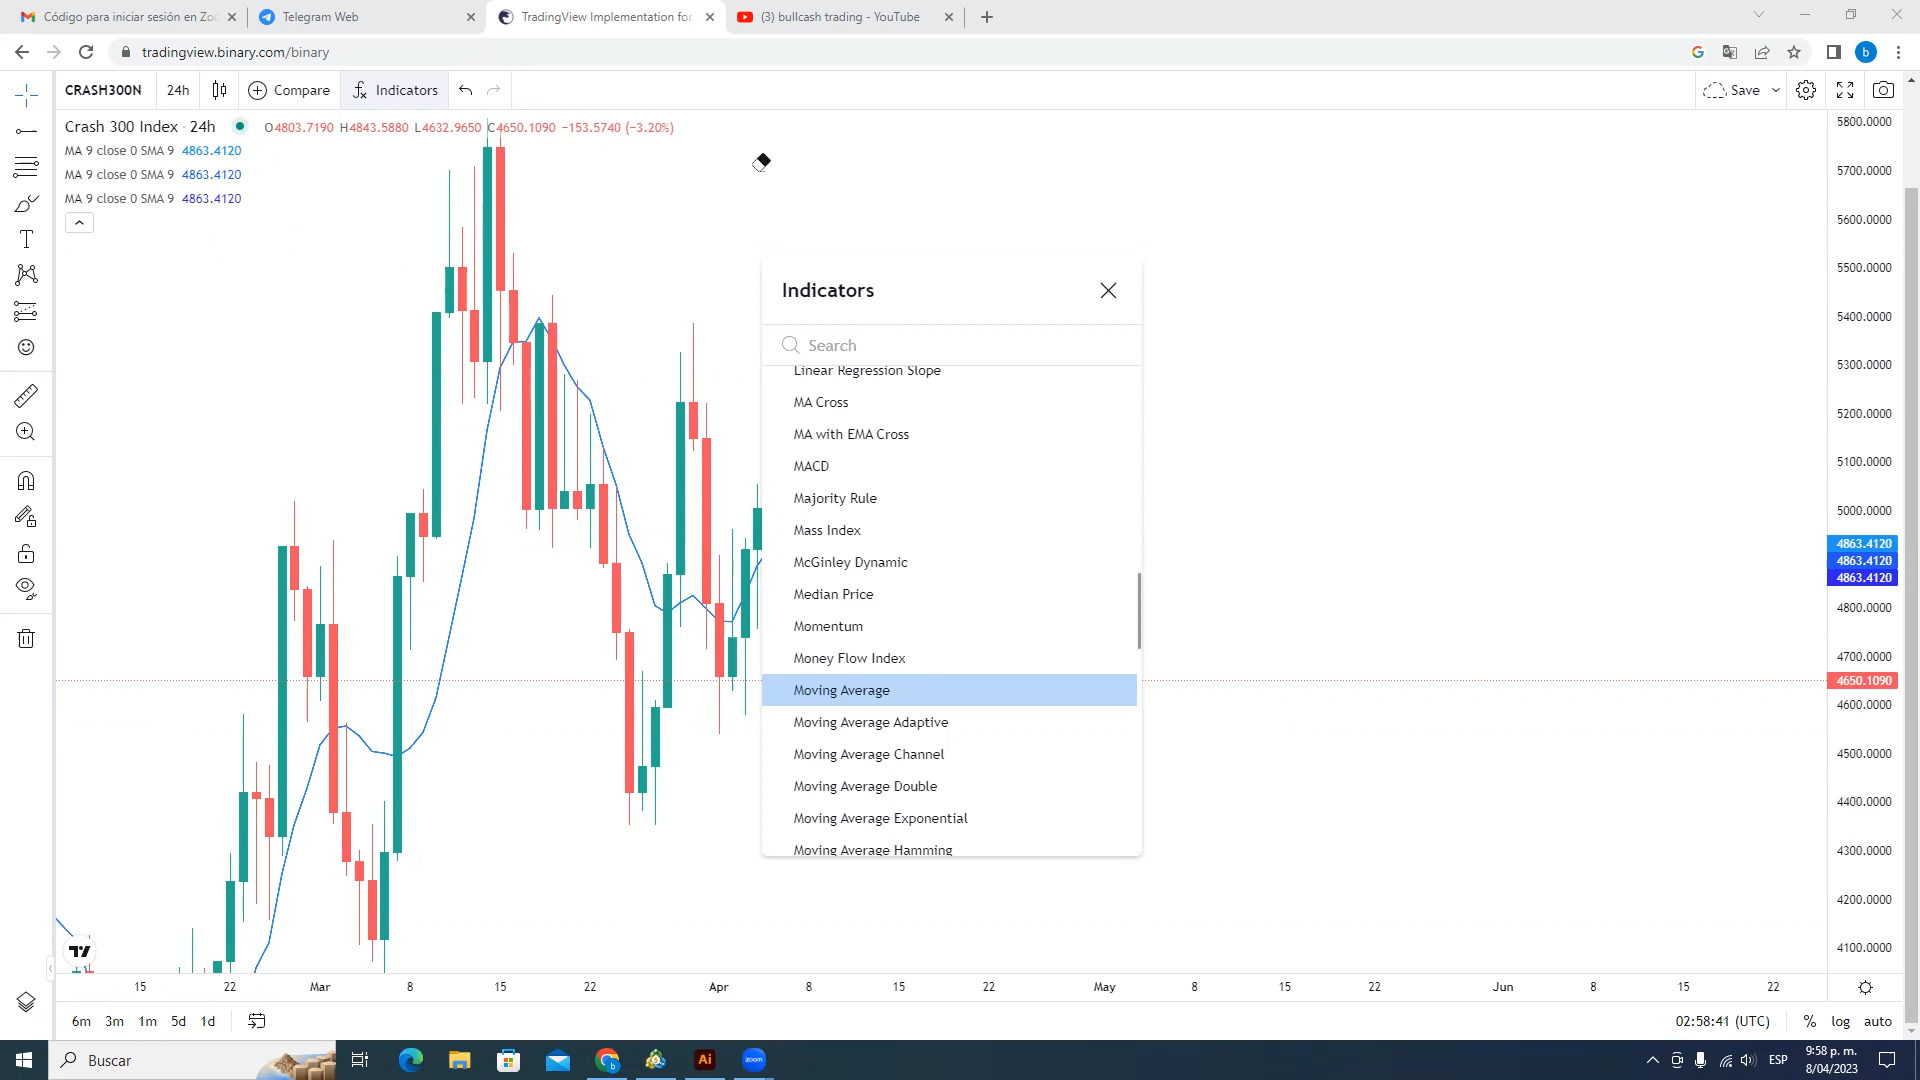 Código para iniciar sesión en Zoo
Telegram Web
TradingView Implementation for
(3) bullcash trading - YouTube
tradingview.binary.com/binary
b
CRASH300N
24h
Compare
Indicators
Save
Crash 300 Index · 24h
O4803.7190 H4843.5880 L4632.9650 C4650.1090 −153.5740 (−3.20%)
MA 9 close 0 SMA 9 4863.4120
MA 9 close 0 SMA 9 4863.4120
MA 9 close 0 SMA 9 4863.4120
Indicators
Search
Linear Regression Slope
MA Cross
MA with EMA Cross
MACD
Majority Rule
Mass Index
McGinley Dynamic
Median Price
Momentum
Money Flow Index
Moving Average
Moving Average Adaptive
Moving Average Channel
Moving Average Double
Moving Average Exponential
Moving Average Hamming
5800.0000
5700.0000
5600.0000
5500.0000
5400.0000
5300.0000
5200.0000
5100.0000
5000.0000
4863.4120
4863.4120
4863.4120
4800.0000
4700.0000
4650.1090
4600.0000
4500.0000
4400.0000
4300.0000
4200.0000
4100.0000
15 22 Mar 8 15 22 Apr 8 15 22 May 8 15 22 Jun 8 15 22
6m 3m 1m 5d 1d
02:58:41 (UTC) % log auto
Buscar
Ai
zoom
ESP
9:58 p. m.
8/04/2023